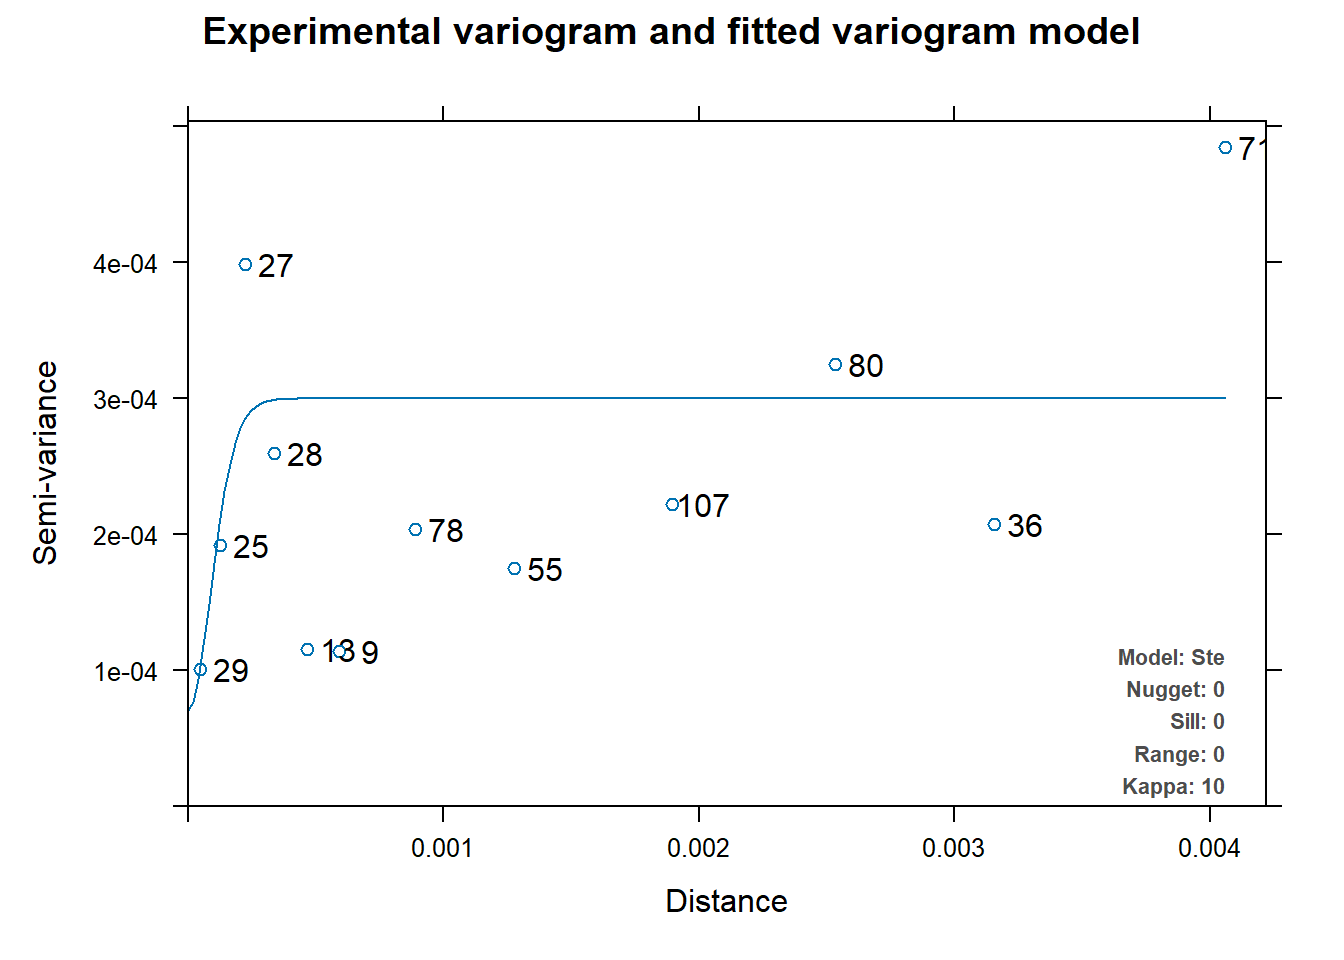 Experimental variogram and fitted variogram model
71
27
4e-04
80
3e-04
28
107
36
78
2e-04
25
55
13
9
29
1e-04
Semi-variance
Model: Ste
Nugget: 0
Sill: 0
Range: 0
Kappa: 10
0.001 0.002 0.003 0.004
Distance